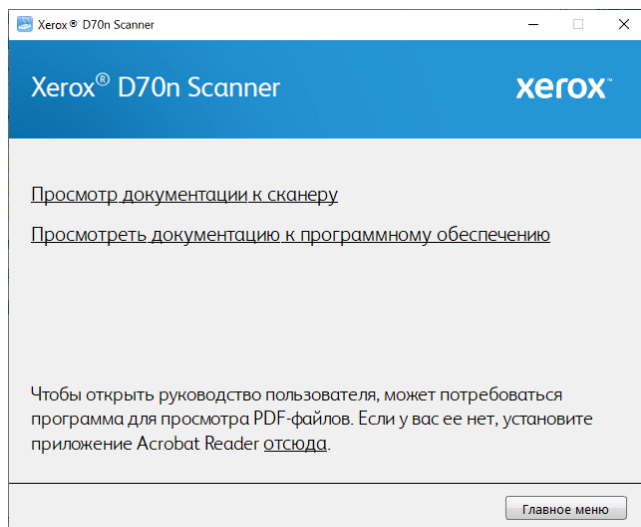 Xerox® D70n Scanner
Xerox® D70n Scanner
xerox™
Просмотр документации к сканеру
Просмотреть документацию к программному обеспечению
Чтобы открыть руководство пользователя, может потребоваться
программа для просмотра PDF-файлов. Если у вас ее нет, установите
приложение Acrobat Reader отсюда.
Главное меню